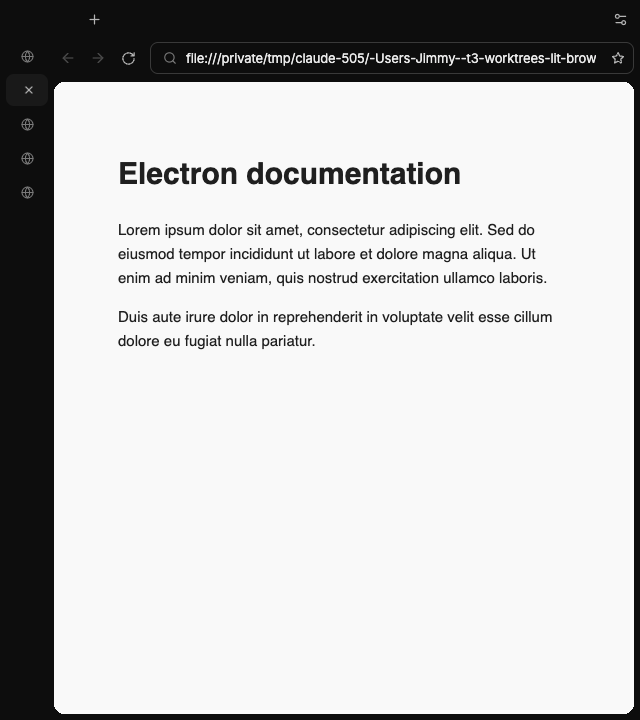 file:///private/tmp/claude-505/-Users-Jimmy--t3-worktrees-lit-brow
Electron documentation
Lorem ipsum dolor sit amet, consectetur adipiscing elit. Sed do
eiusmod tempor incididunt ut labore et dolore magna aliqua. Ut
enim ad minim veniam, quis nostrud exercitation ullamco laboris.
Duis aute irure dolor in reprehenderit in voluptate velit esse cillum
dolore eu fugiat nulla pariatur.